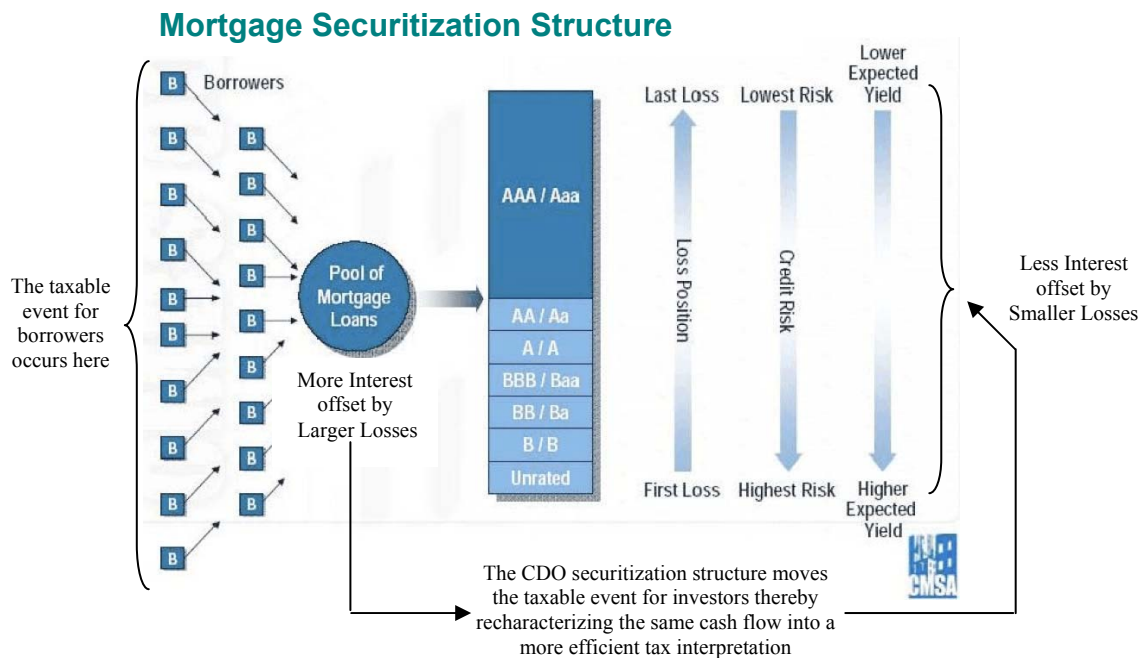 Mortgage Securitization Structure
The taxable
event for
borrowers
occurs here
B
B
B
B
B
B
B
B
B
B
Borrowers
B
B
B
B
B
B
B
B
B
Pool of
Mortgage
Loans
More Interest
offset by
Larger Losses
AAA / Aaa
AA / Aa
A / A
BBB / Baa
BB / Ba
B / B
Unrated
Last Loss
Loss Position
First Loss
Lowest Risk
Credit Risk
Highest Risk
Lower
Expected
Yield
Higher
Expected
Yield
Less Interest
offset by
Smaller Losses
CMSA
The CDO securitization structure moves
the taxable event for investors thereby
recharacterizing the same cash flow into a
more efficient tax interpretation